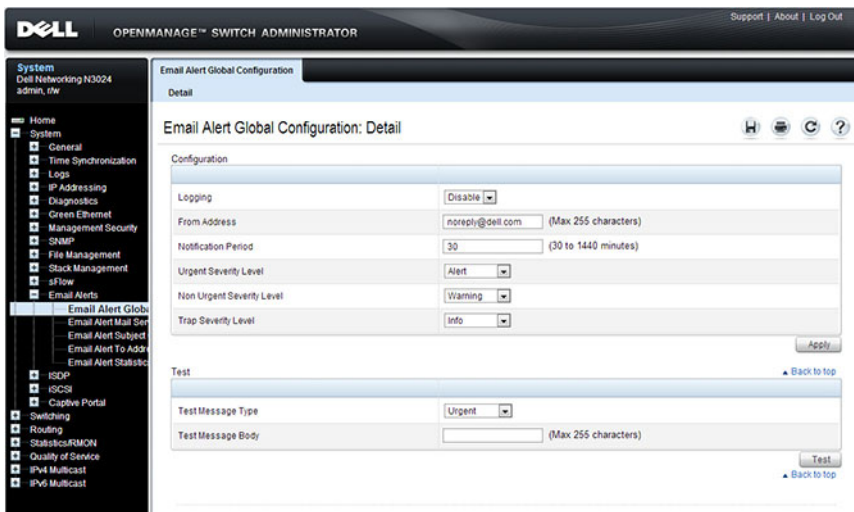 Support | About | Log Out
DELL OPENMANAGE™ SWITCH ADMINISTRATOR
System
Dell Networking N3024
admin, r/w
Home
System
General
Time Synchronization
Logs
IP Addressing
Diagnostics
Green Ethernet
Management Security
SNMP
File Management
Stack Management
sFlow
Email Alerts
Email Alert Globa
Email Alert Mail Ser
Email Alert Subject
Email Alert To Addre
Email Alert Statistic
ISDP
iSCSI
Captive Portal
Switching
Routing
Statistics/RMON
Quality of Service
IPv4 Multicast
IPv6 Multicast
Email Alert Global Configuration
Detail
Email Alert Global Configuration: Detail
Configuration
Logging Disable
From Address noreply@dell.com (Max 255 characters)
Notification Period 30 (30 to 1440 minutes)
Urgent Severity Level Alert
Non Urgent Severity Level Warning
Trap Severity Level Info
Apply
Back to top
Test
Test Message Type Urgent
Test Message Body (Max 255 characters)
Test
Back to top